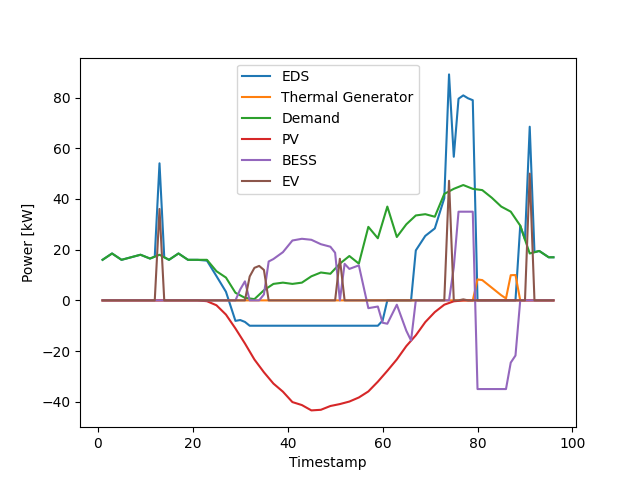 EDS
Thermal Generator
Demand
PV
BESS
EV
Power [kW]
80
60
40
20
0
−20
−40
0 20 40 60 80 100
Timestamp